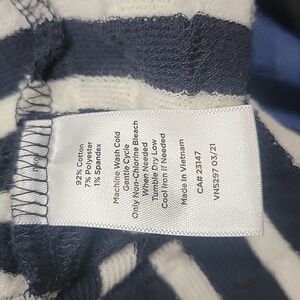 92% Cotton
7% Polyester
1% Spandex
Machine Wash Cold
Gentle Cycle
Only Non-Chlorine Bleach
When Needed
Tumble Dry Low
Cool Iron If Needed
Made in Vietnam
CA# 23147
VN5297 03/21